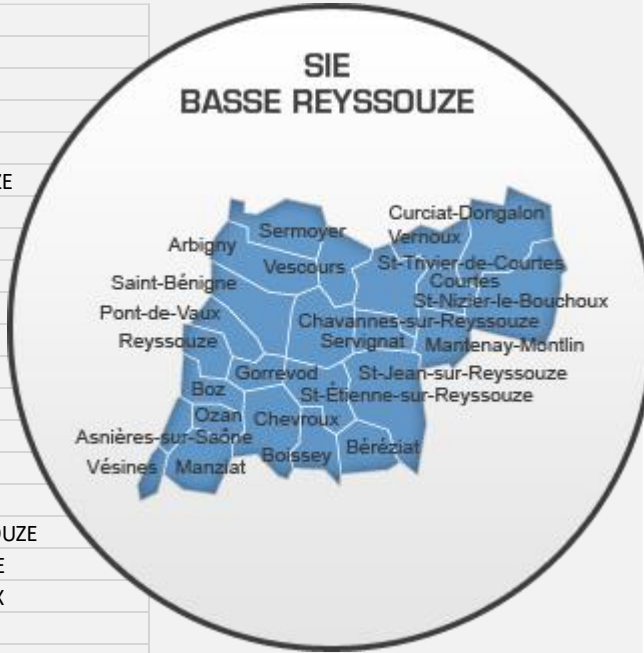 SIE
BASSE REYSSOUZE
ZE
Curciat-Dongalon
Sermoyer
Vernoux
Arbigny
Vescours
St-Trivier-de-Courtes
Saint-Bénigne
Courtes
St-Nizier-le-Bouchoux
Pont-de-Vaux
Chavannes-sur-Reyssouze
Reyssouze
Servignat
Mantenay-Montlin
Gorrevod
St-Jean-sur-Reyssouze
Boz
St-Étienne-sur-Reyssouze
Ozan
Chevroux
Asnières-sur-Saône
Béréziat
Boissey
Vésines
Manziat
OUZE
E
X